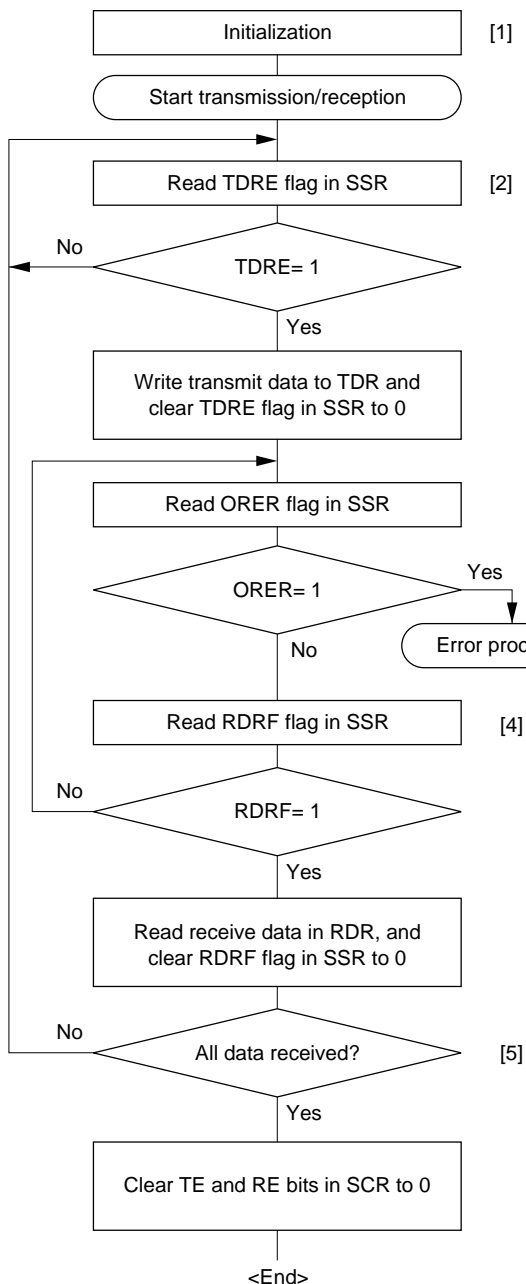 Initialization [1]
Start transmission/reception
Read TDRE flag in SSR [2]
No
TDRE= 1
Yes
Write transmit data to TDR and
clear TDRE flag in SSR to 0
Read ORER flag in SSR
ORER= 1
Yes
No
Error proc
Read RDRF flag in SSR [4]
No
RDRF= 1
Yes
Read receive data in RDR, and
clear RDRF flag in SSR to 0
No
All data received? [5]
Yes
Clear TE and RE bits in SCR to 0
<End>